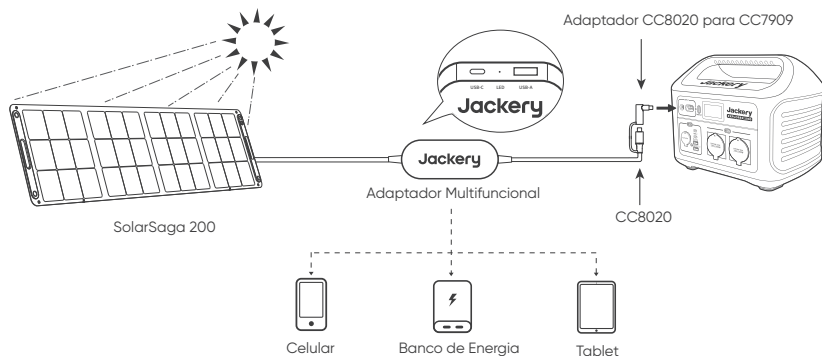 Adaptador CC8020 para CC7909
USB-C LED USB-A
Jackery
Jackery
Jackery
CC8020
Adaptador Multifuncional
SolarSaga 200
Celular
Banco de Energia
Tablet